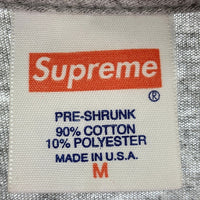 Supreme
®
PRE-SHRUNK
90% COTTON
10% POLYESTER
MADE IN U.S.A.
M